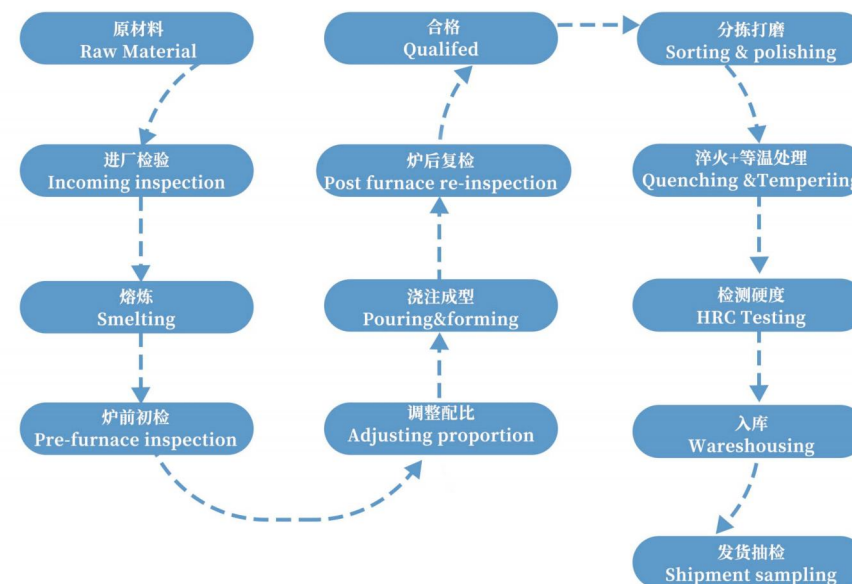 原材料
Raw Material
进厂检验
Incoming inspection
熔炼
Smelting
炉前初检
Pre-furnace inspection
调整配比
Adjusting proportion
浇注成型
Pouring&forming
炉后复检
Post furnace re-inspection
合格
Qualifed
分拣打磨
Sorting & polishing
淬火+等温处理
Quenching &Temperiing
检测硬度
HRC Testing
入库
Wareshousing
发货抽检
Shipment sampling